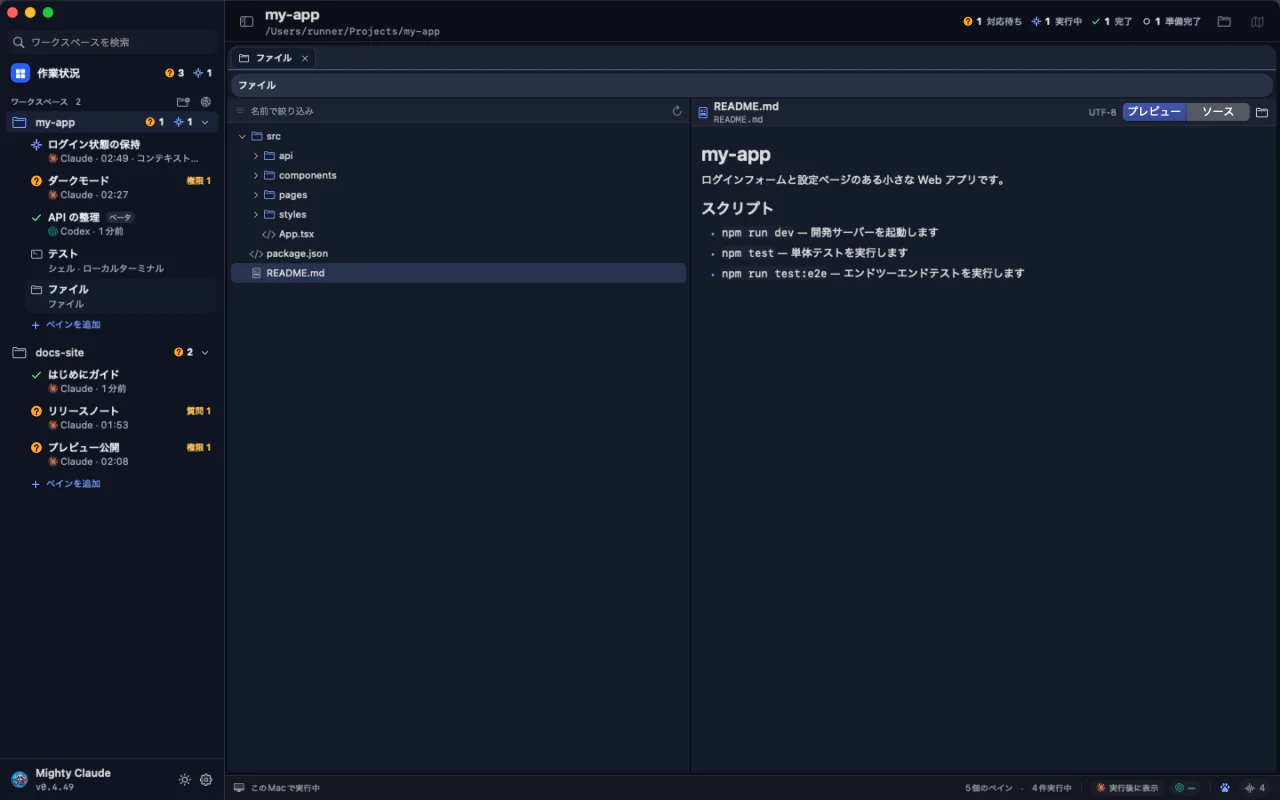 my-app
/Users/runner/Projects/my-app
1 対応待ち 1 実行中 1 完了 1 準備完了
ワークスペースを検索
作業状況 3 1
ワークスペース 2
my-app 1 1
ログイン状態の保持
Claude · 02:49 · コンテキスト...
ダークモード 権限 1
Claude · 02:27
API の整理 ベータ
Codex · 1 分前
テスト
シェル · ローカルターミナル
ファイル
ファイル
+ ペインを追加
docs-site 2
はじめにガイド
Claude · 1 分前
リリースノート 質問 1
Claude · 01:53
プレビュー公開 権限 1
Claude · 02:08
+ ペインを追加
Mighty Claude
v0.4.49
ファイル ×
ファイル
名前で絞り込み
src
api
components
pages
styles
</> App.tsx
</> package.json
README.md
README.md
README.md
UTF-8 プレビュー ソース
my-app
ログインフォームと設定ページのある小さな Web アプリです。
スクリプト
• npm run dev — 開発サーバーを起動します
• npm test — 単体テストを実行します
• npm run test:e2e — エンドツーエンドテストを実行します
この Mac で実行中
5個のペイン · 4件実行中 実行後に表示 — 4